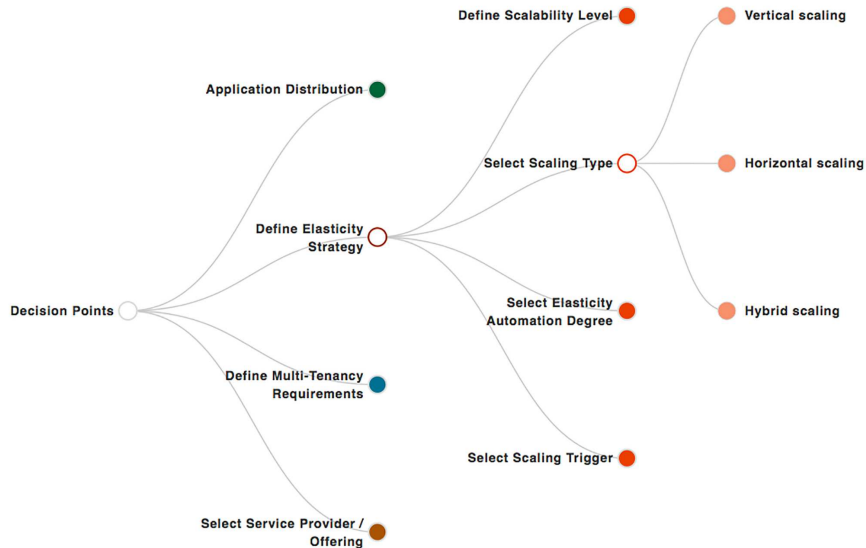 Define Scalability Level
Vertical scaling
Application Distribution
Select Scaling Type
Horizontal scaling
Define Elasticity
Strategy
Decision Points
Select Elasticity
Automation Degree
Hybrid scaling
Define Multi-Tenancy
Requirements
Select Scaling Trigger
Select Service Provider /
Offering